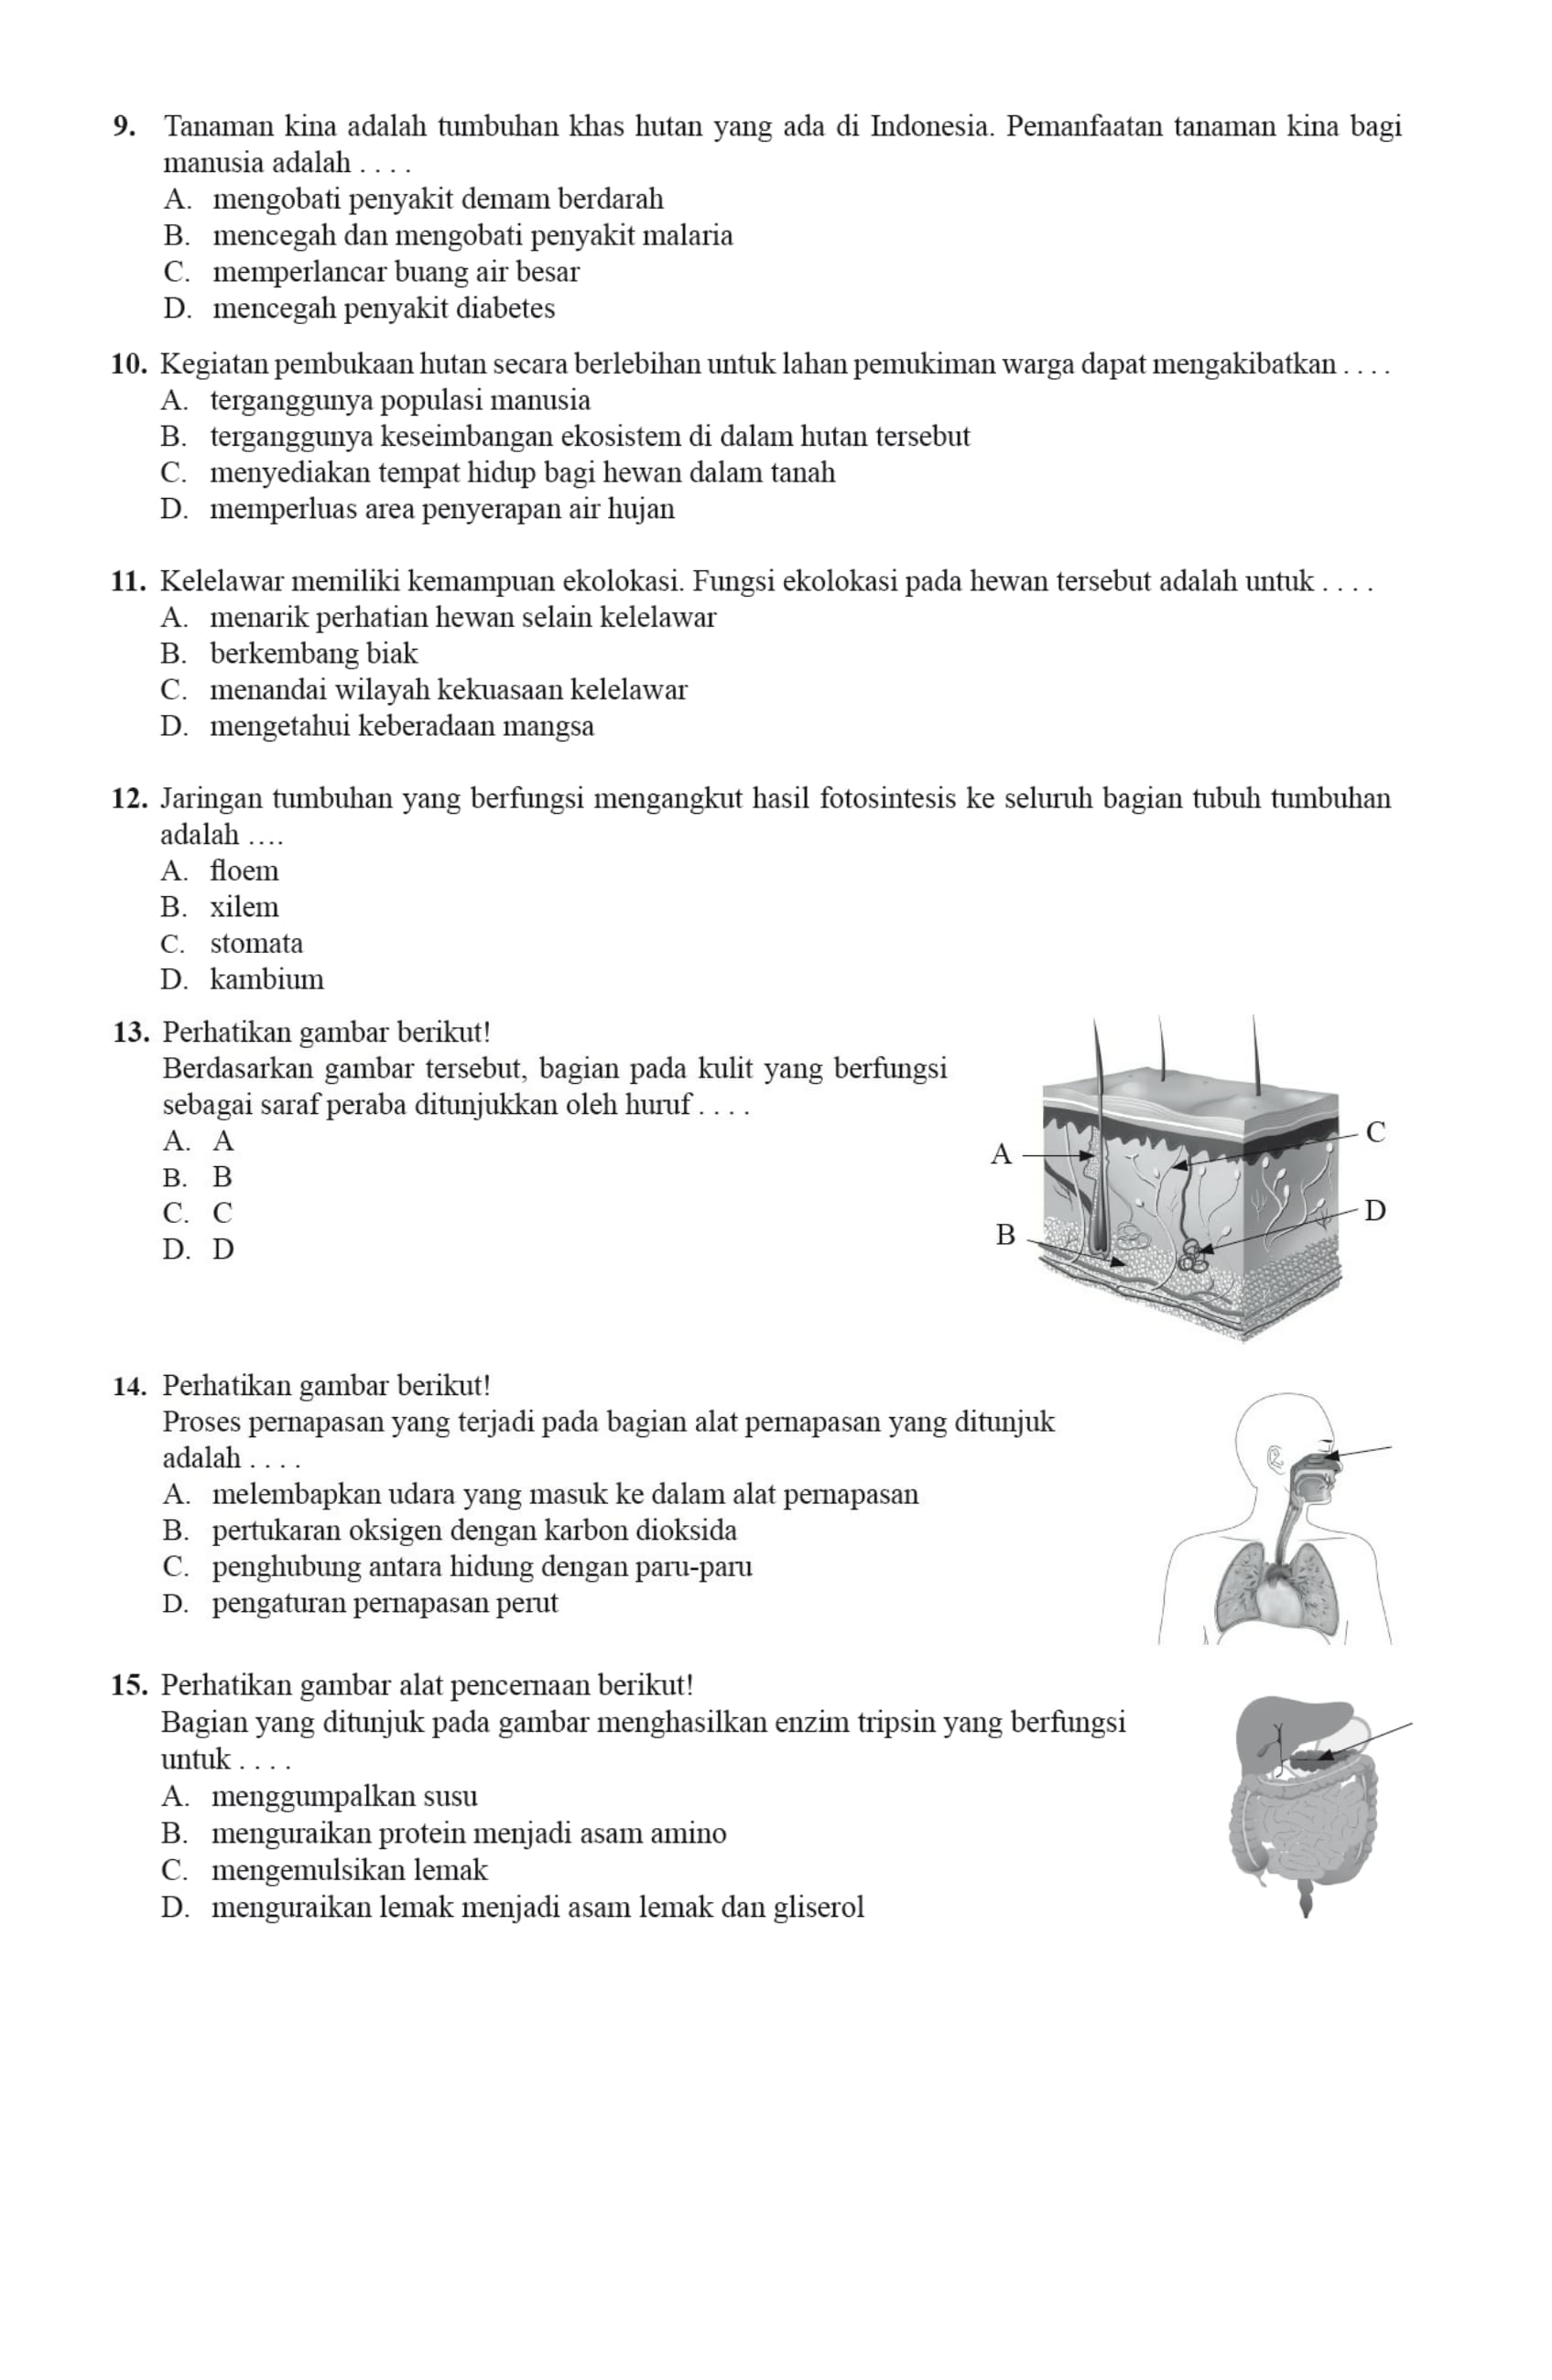 9. Tanaman kina adalah tumbuhan khas hutan yang ada di Indonesia. Pemanfaatan tanaman kina bagi
manusia adalah . . . .
A. mengobati penyakit demam berdarah
B. mencegah dan mengobati penyakit malaria
C. memperlancar buang air besar
D. mencegah penyakit diabetes
10. Kegiatan pembukaan hutan secara berlebihan untuk lahan pemukiman warga dapat mengakibatkan . . . .
A. terganggunya populasi manusia
B. terganggunya keseimbangan ekosistem di dalam hutan tersebut
C. menyediakan tempat hidup bagi hewan dalam tanah
D. memperluas area penyerapan air hujan
11. Kelelawar memiliki kemampuan ekolokasi. Fungsi ekolokasi pada hewan tersebut adalah untuk . . . .
A. menarik perhatian hewan selain kelelawar
B. berkembang biak
C. menandai wilayah kekuasaan kelelawar
D. mengetahui keberadaan mangsa
12. Jaringan tumbuhan yang berfungsi mengangkut hasil fotosintesis ke seluruh bagian tubuh tumbuhan
adalah ….
A. floem
B. xilem
C. stomata
D. kambium
13. Perhatikan gambar berikut!
Berdasarkan gambar tersebut, bagian pada kulit yang berfungsi
sebagai saraf peraba ditunjukkan oleh huruf . . . .
A. A
B. B
C. C
D. D
A
B
C
D
14. Perhatikan gambar berikut!
Proses pernapasan yang terjadi pada bagian alat pernapasan yang ditunjuk
adalah . . . .
A. melembapkan udara yang masuk ke dalam alat pernapasan
B. pertukaran oksigen dengan karbon dioksida
C. penghubung antara hidung dengan paru-paru
D. pengaturan pernapasan perut
15. Perhatikan gambar alat pencernaan berikut!
Bagian yang ditunjuk pada gambar menghasilkan enzim tripsin yang berfungsi
untuk . . . .
A. menggumpalkan susu
B. menguraikan protein menjadi asam amino
C. mengemulsikan lemak
D. menguraikan lemak menjadi asam lemak dan gliserol